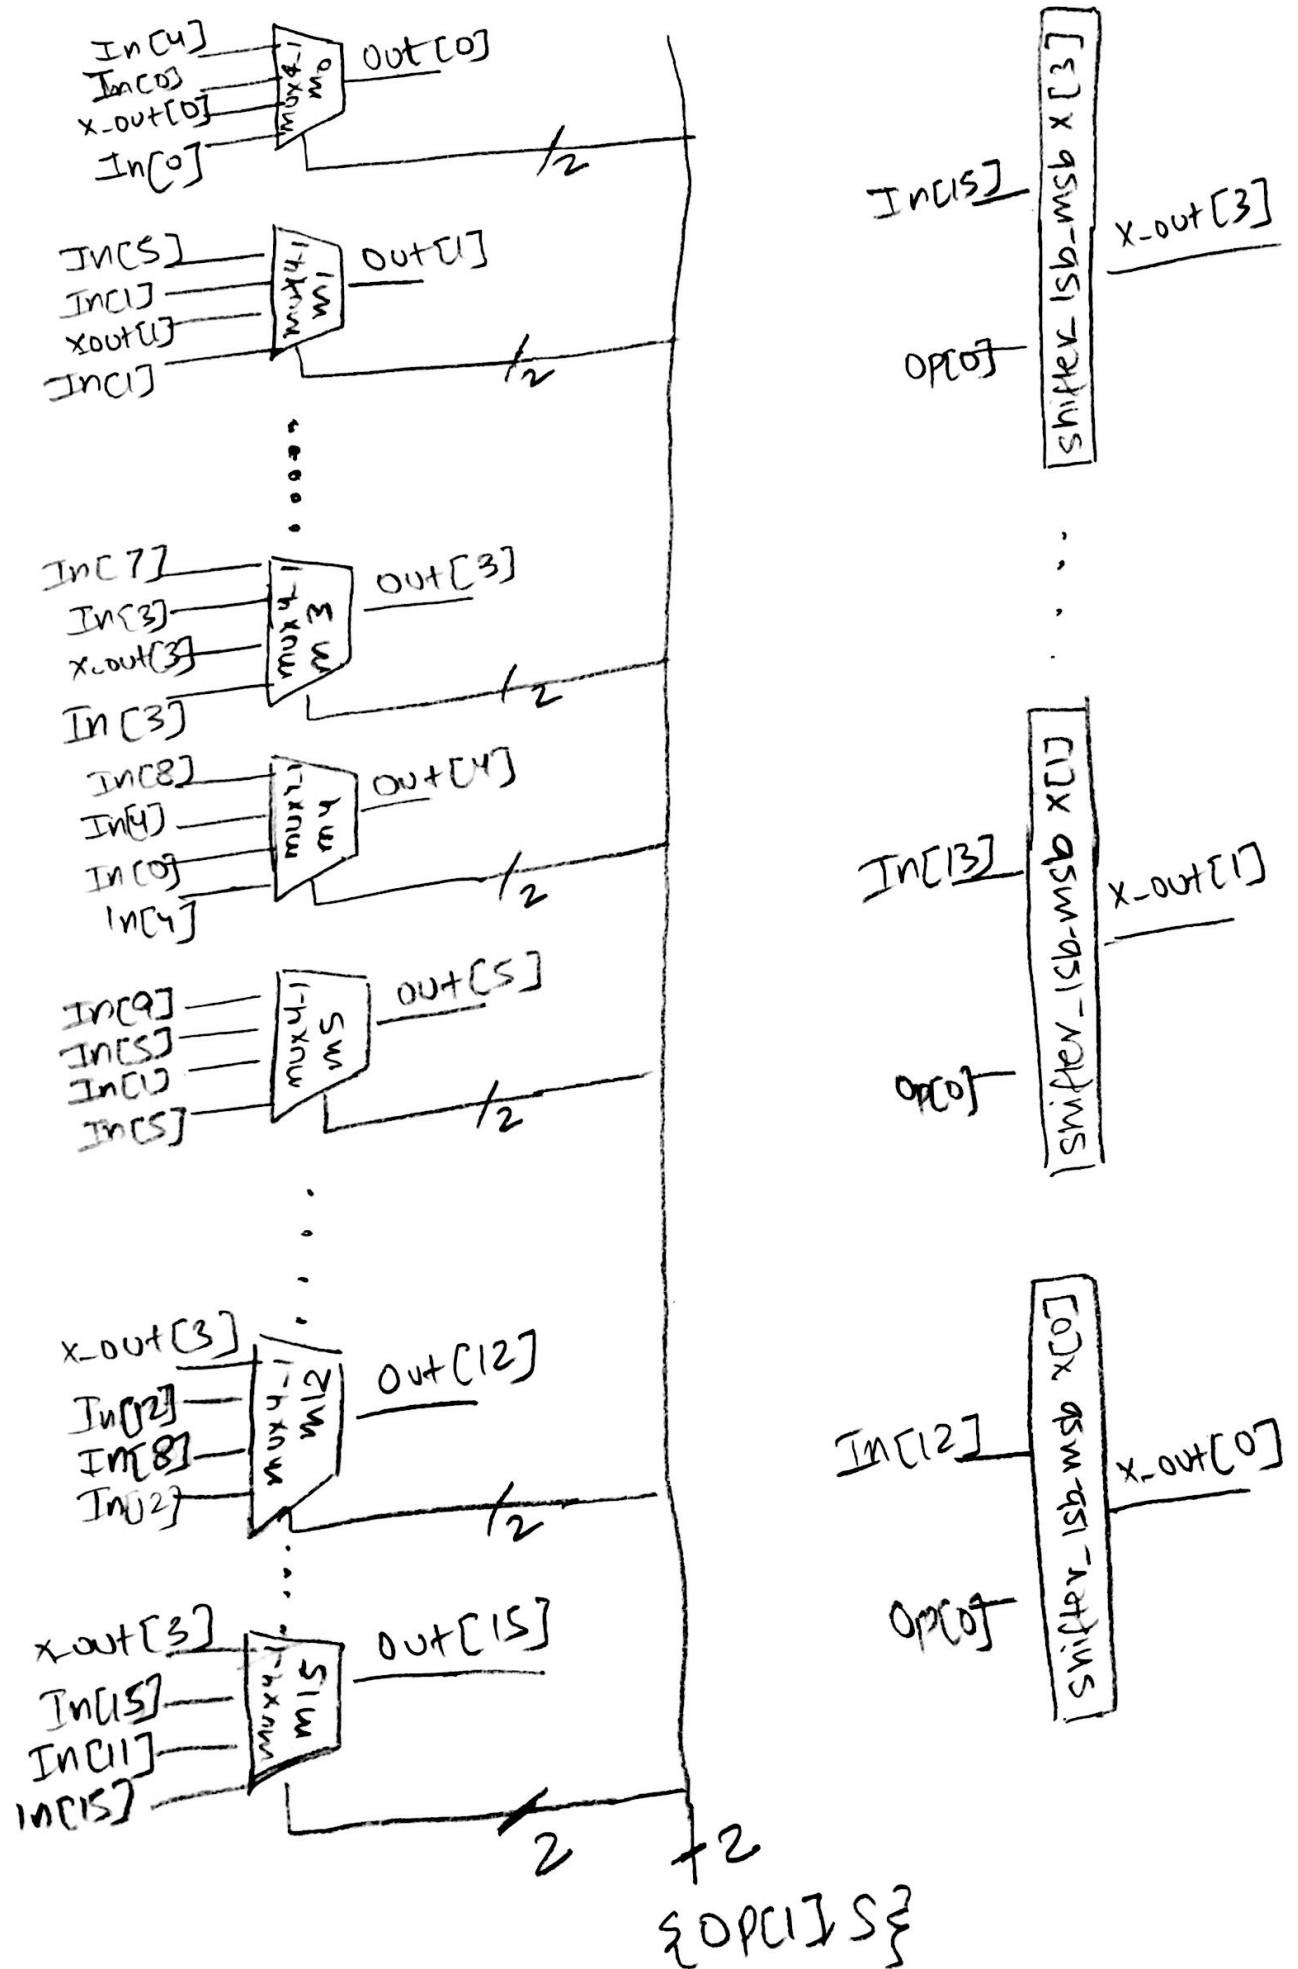 In[4]
In[0]
x_out[0]
In[0]
mux4-1
m0
Out[0]
2
In[5]
In[1]
xout[1]
In[1]
mux4-1
m1
Out[1]
2
In[7]
In[3]
x_out[3]
In[3]
mux4-1
m3
Out[3]
2
In[8]
In[4]
In[0]
In[4]
mux4-1
m4
Out[4]
2
In[9]
In[5]
In[1]
In[5]
mux4-1
m5
Out[5]
2
x_out[3]
In[12]
In[8]
In[12]
mux4-1
m12
Out[12]
2
x_out[3]
In[15]
In[11]
In[15]
mux4-1
m15
Out[15]
2
2
{Op[1], S}
In[15]
Op[0]
shifter_lsb_msb x[3]
x_out[3]
In[13]
Op[0]
shifter_lsb-msb x[1]
x_out[1]
In[12]
Op[0]
shifter_lsb-msb x[0]
x_out[0]